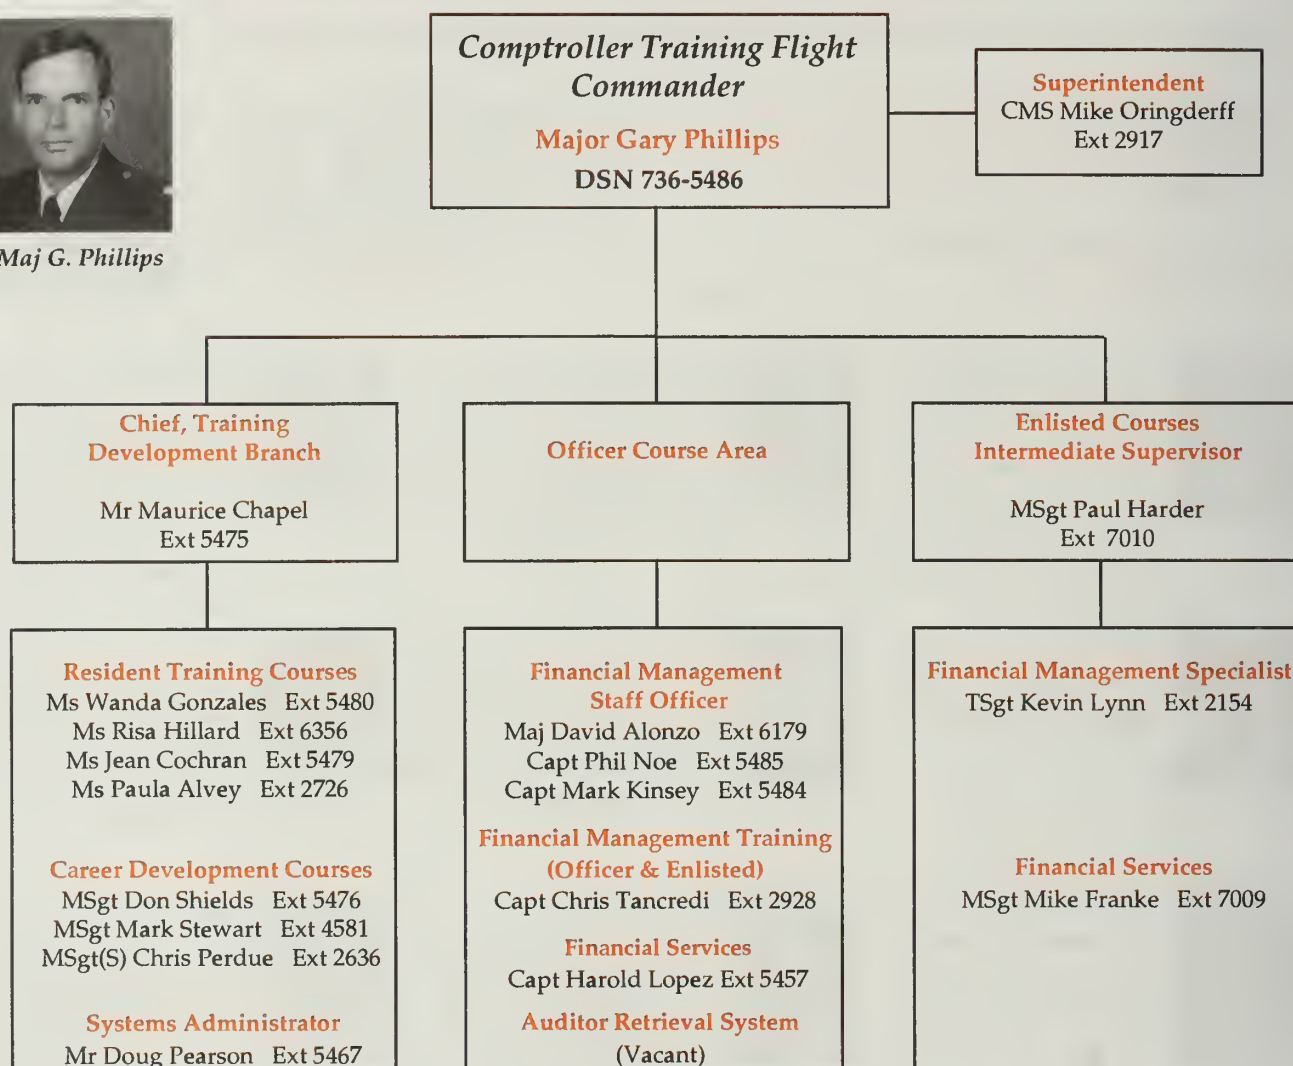 Comptroller Training Flight
Commander
Major Gary Phillips
DSN 736-5486
Superintendent
CMS Mike Oringderff
Ext 2917
Maj G. Phillips
Chief, Training
Development Branch
Mr Maurice Chapel
Ext 5475
Officer Course Area
Enlisted Courses
Intermediate Supervisor
MSgt Paul Harder
Ext 7010
Resident Training Courses
Ms Wanda Gonzales Ext 5480
Ms Risa Hillard Ext 6356
Ms Jean Cochran Ext 5479
Ms Paula Alvey Ext 2726
Career Development Courses
MSgt Don Shields Ext 5476
MSgt Mark Stewart Ext 4581
MSgt(S) Chris Perdue Ext 2636
Systems Administrator
Mr Doug Pearson Ext 5467
Financial Management
Staff Officer
Maj David Alonzo Ext 6179
Capt Phil Noe Ext 5485
Capt Mark Kinsey Ext 5484
Financial Management Training
(Officer & Enlisted)
Capt Chris Tancredi Ext 2928
Financial Services
Capt Harold Lopez Ext 5457
Auditor Retrieval System
(Vacant)
Financial Management Specialist
TSgt Kevin Lynn Ext 2154
Financial Services
MSgt Mike Franke Ext 7009